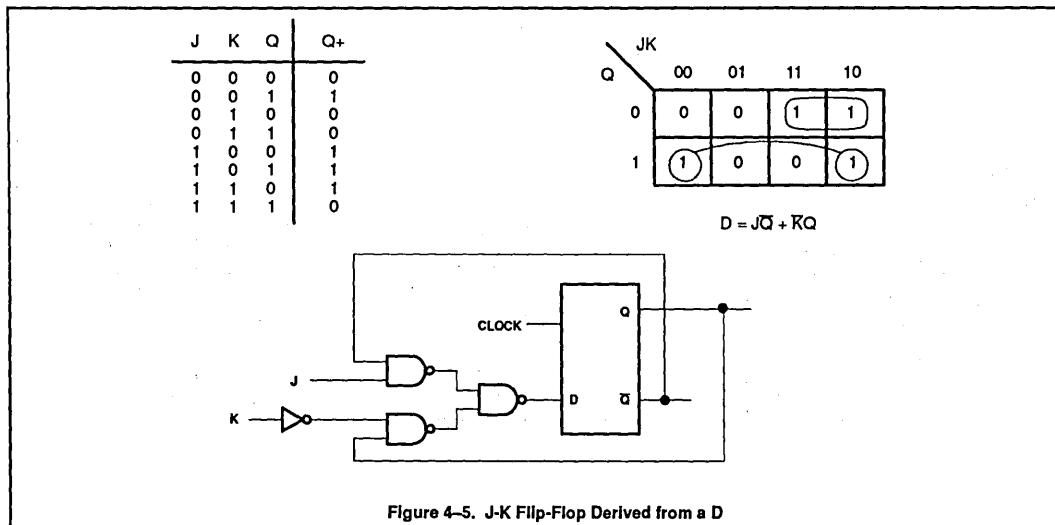 J K Q Q+
0 0 0 0
0 0 1 1
0 1 0 0
0 1 1 0
1 0 0 1
1 0 1 1
1 1 0 1
1 1 1 0
JK
Q 00 01 11 10
0 0 0 1 1
1 1 0 0 1
D = JQ̅ + K̅Q
CLOCK Q
J
K D Q̅
Figure 4–5. J-K Flip-Flop Derived from a D